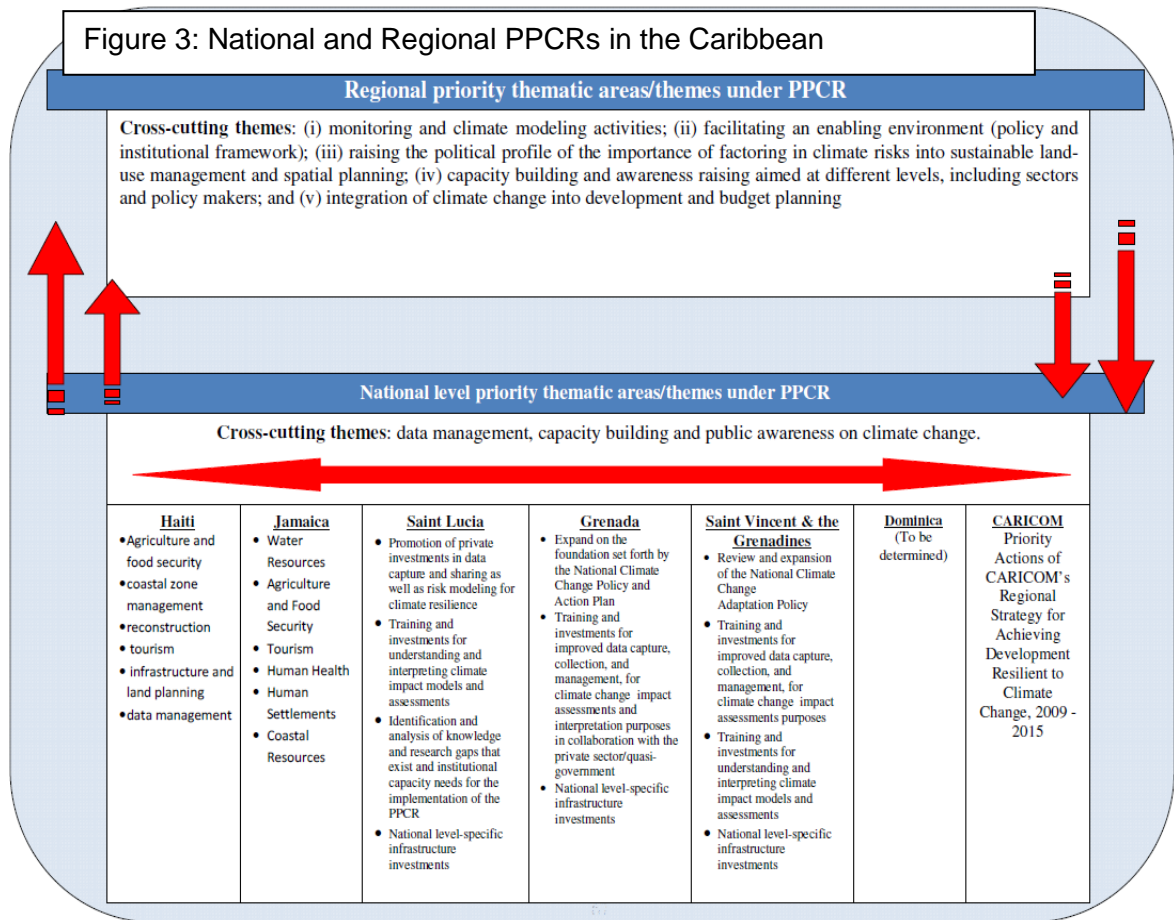 Figure 3: National and Regional PPCRs in the Caribbean
Regional priority thematic areas/themes under PPCR
Cross-cutting themes: (i) monitoring and climate modeling activities; (ii) facilitating an enabling environment (policy and
institutional framework); (iii) raising the political profile of the importance of factoring in climate risks into sustainable land-
use management and spatial planning; (iv) capacity building and awareness raising aimed at different levels, including sectors
and policy makers; and (v) integration of climate change into development and budget planning
National level priority thematic areas/themes under PPCR
Cross-cutting themes: data management, capacity building and public awareness on climate change.
Haiti
•Agriculture and
food security
•coastal zone
management
•reconstruction
• tourism
• infrastructure and
land planning
•data management
Jamaica
• Water
Resources
• Agriculture
and Food
Security
• Tourism
• Human Health
• Human
Settlements
• Coastal
Resources
Saint Lucia
• Promotion of private
investments in data
capture and sharing as
well as risk modeling for
climate resilience
• Training and
investments for
understanding and
interpreting climate
impact models and
assessments
• Identification and
analysis of knowledge
and research gaps that
exist and institutional
capacity needs for the
implementation of the
PPCR
• National level-specific
infrastructure
investments
Grenada
• Expand on the
foundation set forth by
the National Climate
Change Policy and
Action Plan
• Training and
investments for
improved data capture,
collection, and
management, for
climate change impact
assessments and
interpretation purposes
in collaboration with the
private sector/quasi-
government
• National level-specific
infrastructure
investments
Saint Vincent & the
Grenadines
• Review and expansion
of the National Climate
Change
Adaptation Policy
• Training and
investments for
improved data capture,
collection, and
management, for
climate change impact
assessments purposes
• Training and
investments for
understanding and
interpreting climate
impact models and
assessments
• National level-specific
infrastructure
investments
Dominica
(To be
determined)
CARICOM
Priority
Actions of
CARICOM's
Regional
Strategy for
Achieving
Development
Resilient to
Climate
Change, 2009 -
2015